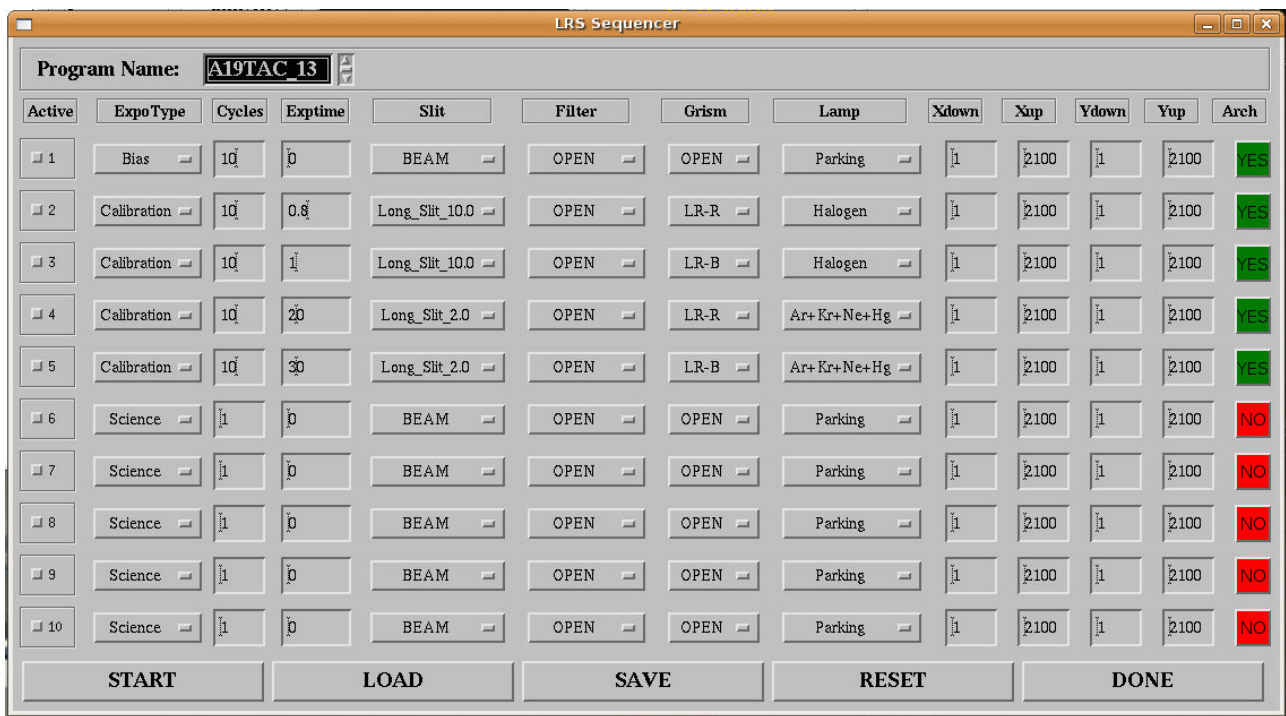 LRS Sequencer
Program Name: A19TAC_13
Active ExpoType Cycles Exptime Slit Filter Grism Lamp Xdown Xup Ydown Yup Arch
1 Bias 10 0 BEAM OPEN OPEN Parking 1 2100 1 2100 YES
2 Calibration 10 Long_Slit_10.0 OPEN LR-R Halogen 1 2100 1 2100 YES
3 Calibration 10 1 Long_Slit_10.0 OPEN LR-B Halogen 1 2100 1 2100 YES
4 Calibration 10 20 Long_Slit_2.0 OPEN LR-R Ar+Kr+Ne+Hg 1 2100 1 2100 YES
5 Calibration 10 30 Long_Slit_2.0 OPEN LR-B Ar+Kr+Ne+Hg 1 2100 1 2100 YES
6 Science 1 0 BEAM OPEN OPEN Parking 1 2100 1 2100 NO
7 Science 1 0 BEAM OPEN OPEN Parking 1 2100 1 2100 NO
8 Science 1 0 BEAM OPEN OPEN Parking 1 2100 1 2100 NO
9 Science 1 0 BEAM OPEN OPEN Parking 1 2100 1 2100 NO
10 Science 1 0 BEAM OPEN OPEN Parking 1 2100 1 2100 NO
START LOAD SAVE RESET DONE